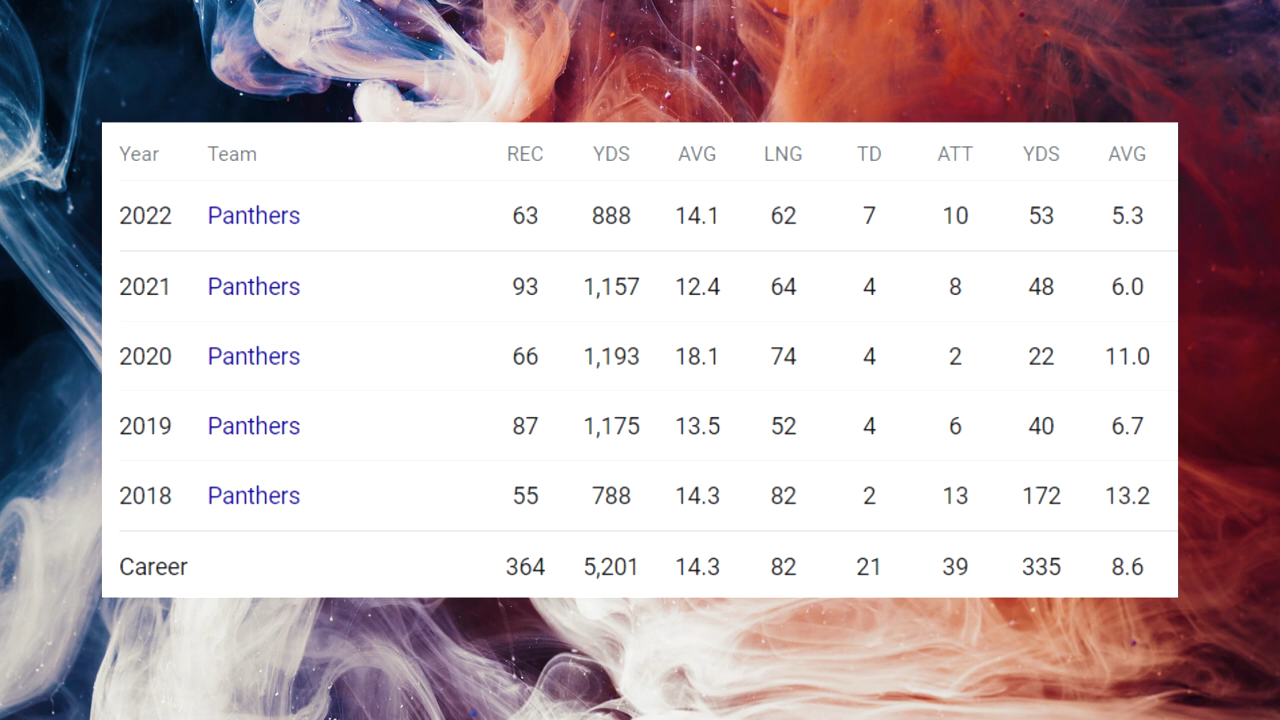 Year Team REC YDS AVG LNG TD ATT YDS AVG
2022 Panthers 63 888 14.1 62 7 10 53 5.3
2021 Panthers 93 1,157 12.4 64 4 8 48 6.0
2020 Panthers 66 1,193 18.1 74 4 2 22 11.0
2019 Panthers 87 1,175 13.5 52 4 6 40 6.7
2018 Panthers 55 788 14.3 82 2 13 172 13.2
Career 364 5,201 14.3 82 21 39 335 8.6